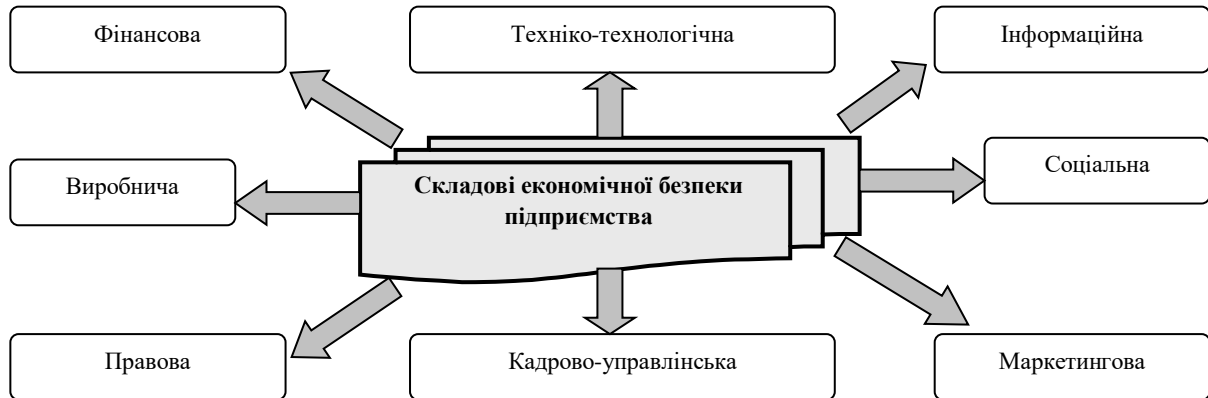 Фінансова
Техніко-технологічна
Інформаційна
Виробнича
Складові економічної безпеки
підприємства
Соціальна
Правова
Кадрово-управлінська
Маркетингова